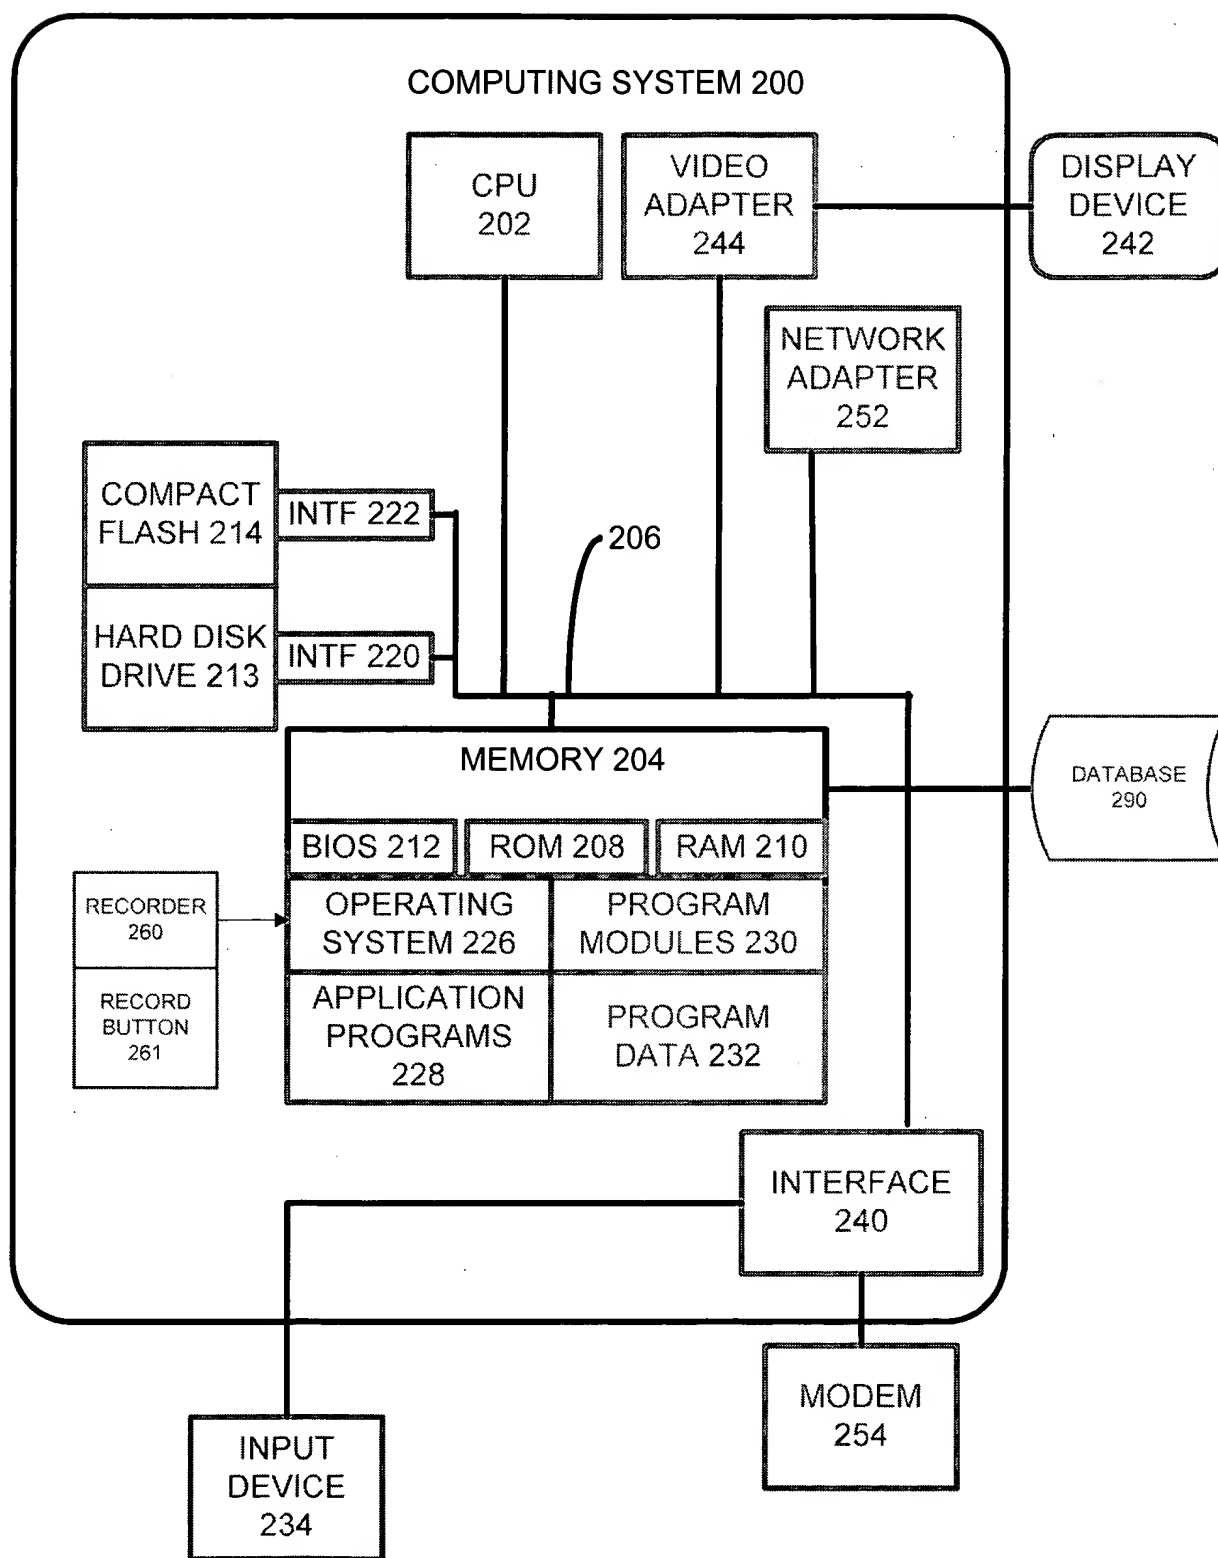 COMPUTING SYSTEM 200
CPU
202
VIDEO
ADAPTER
244
DISPLAY
DEVICE
242
NETWORK
ADAPTER
252
COMPACT
FLASH 214
INTF 222
206
HARD DISK
DRIVE 213
INTF 220
MEMORY 204
DATABASE
290
BIOS 212
ROM 208
RAM 210
RECORDER
260
OPERATING
SYSTEM 226
PROGRAM
MODULES 230
RECORD
BUTTON
261
APPLICATION
PROGRAMS
228
PROGRAM
DATA 232
INTERFACE
240
MODEM
254
INPUT
DEVICE
234